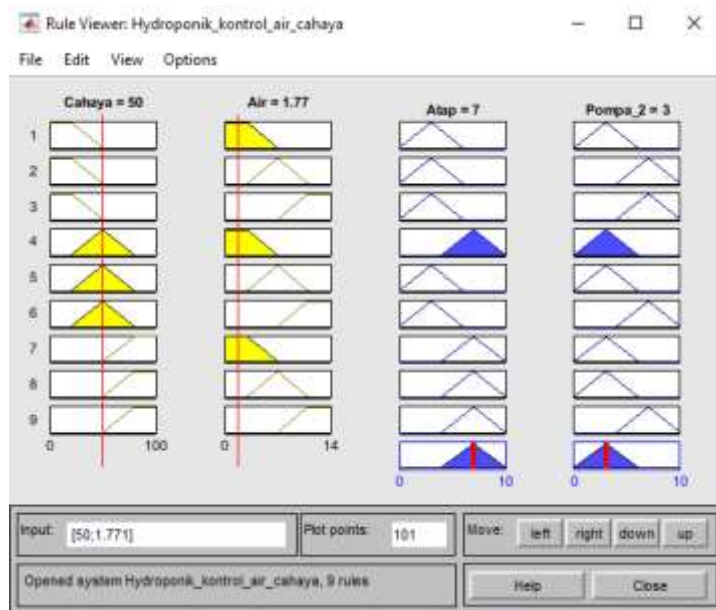 Rule Viewer: Hydroponik_kontrol_air_cahaya
File Edit View Options
Cahaya = 50 Air = 1.77 Atap = 7 Pompa_2 = 3
1
2
3
4
5
6
7
8
9
0 100 0 14
0 10 0 10
Input: [50;1.771] Plot points: 101 Move: left right down up
Opened system Hydroponik_kontrol_air_cahaya, 9 rules Help Close